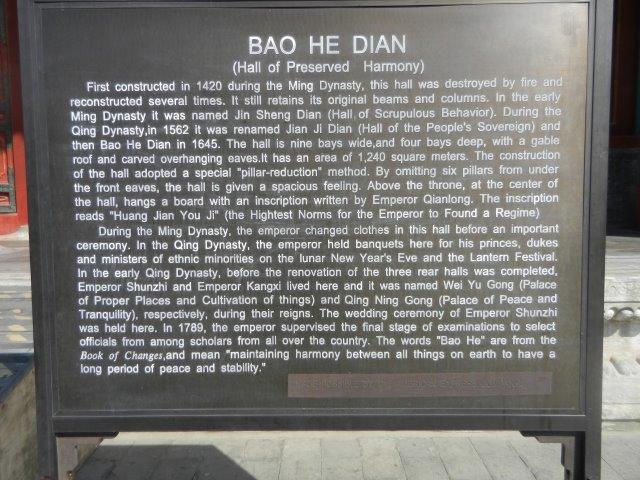 BAO HE DIAN
(Hall of Preserved Harmony)
First constructed in 1420 during the Ming Dynasty, this hall was destroyed by fire and
reconstructed several times. It still retains its original beams and columns. In the early
Ming Dynasty it was named Jin Sheng Dian (Hall of Scrupulous Behavior). During the
Qing Dynasty,in 1562 it was renamed Jian Ji Dian (Hall of the People's Sovereign) and
then Bao He Dian in 1645. The hall is nine bays wide,and four bays deep, with a gable
roof and carved overhanging eaves.It has an area of 1,240 square meters. The construction
of the hall adopted a special "pillar-reduction" method. By omitting six pillars from under
the front eaves, the hall is given a spacious feeling. Above the throne, at the center of
the hall, hangs a board with an inscription written by Emperor Qianlong. The inscription
reads "Huang Jian You Ji" (the Hightest Norms for the Emperor to Found a Regime)
During the Ming Dynasty, the emperor changed clothes in this hall before an important
ceremony. In the Qing Dynasty, the emperor held banquets here for his princes, dukes
and ministers of ethnic minorities on the lunar New Year's Eve and the Lantern Festival.
In the early Qing Dynasty, before the renovation of the three rear halls was completed,
Emperor Shunzhi and Emperor Kangxi lived here and it was named Wei Yu Gong (Palace
of Proper Places and Cultivation of things) and Qing Ning Gong (Palace of Peace and
Tranquility), respectively, during their reigns. The wedding ceremony of Emperor Shunzhi
was held here. In 1789, the emperor supervised the final stage of examinations to select
officials from among scholars from all over the country. The words "Bao He" are from the
Book of Changes,and mean "maintaining harmony between all things on earth to have a
long period of peace and stability."